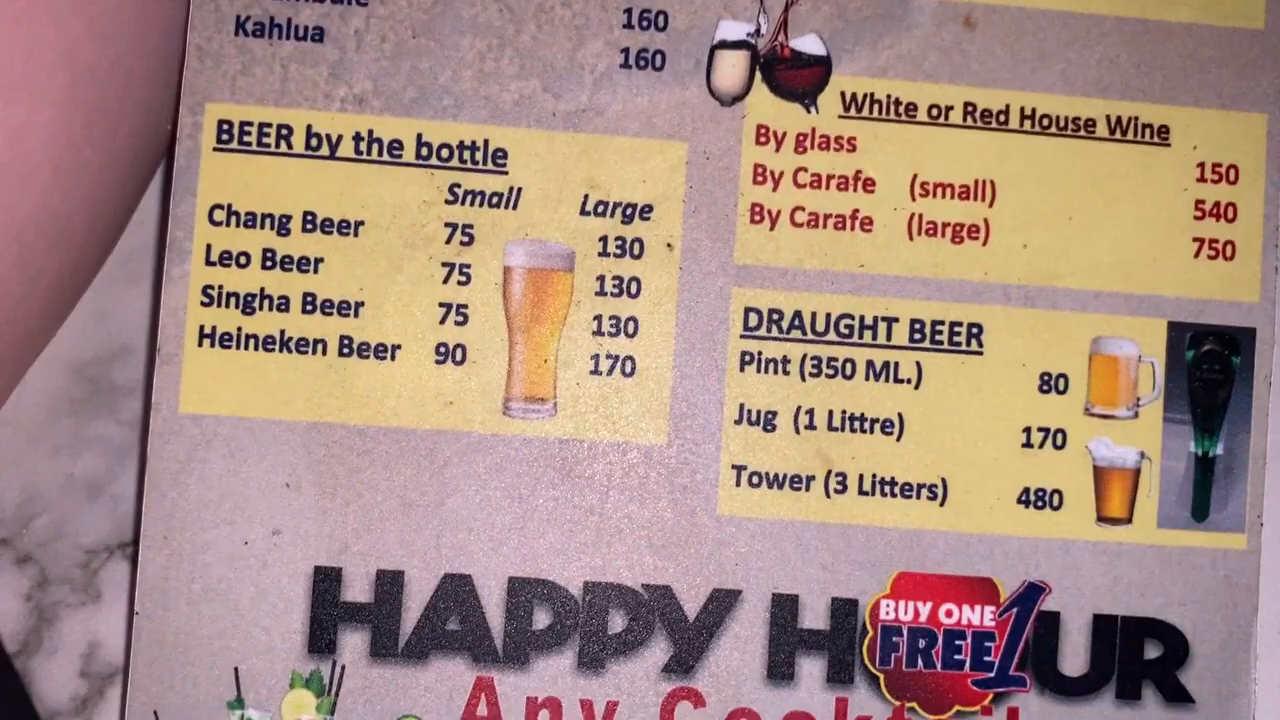 160
Kahlua 160
BEER by the bottle
Small Large
Chang Beer 75 130
Leo Beer 75 130
Singha Beer 75 130
Heineken Beer 90 170
White or Red House Wine
By glass 150
By Carafe (small) 540
By Carafe (large) 750
DRAUGHT BEER
Pint (350 ML.) 80
Jug (1 Littre) 170
Tower (3 Litters) 480
HAPPY H UR
BUY ONE
FREE 1
Any Cocktail